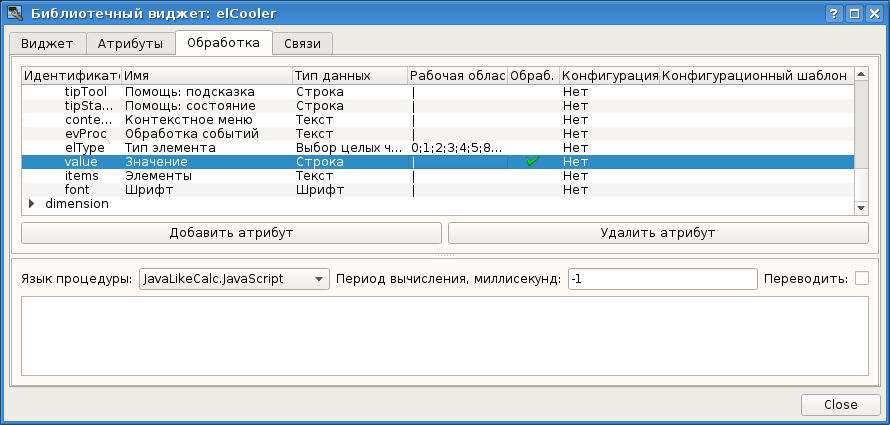 Библиотечный виджет: elCooler
Виджет Атрибуты Обработка Связи
Идентификато Имя Тип данных Рабочая облас Обраб. Конфигурация Конфигурационный шаблон
tipTool Помощь: подсказка Строка | Нет
tipSta... Помощь: состояние Строка | Нет
conte... Контекстное меню Текст | Нет
evProc Обработка событий Текст | Нет
elType Тип элемента Выбор целых ч... 0;1;2;3;4;5;8... Нет
value Значение Строка | Нет
items Элементы Текст | Нет
font Шрифт Шрифт | Нет
dimension
Добавить атрибут Удалить атрибут
Язык процедуры: JavaLikeCalc.JavaScript Период вычисления, миллисекунд: -1 Переводить:
Close